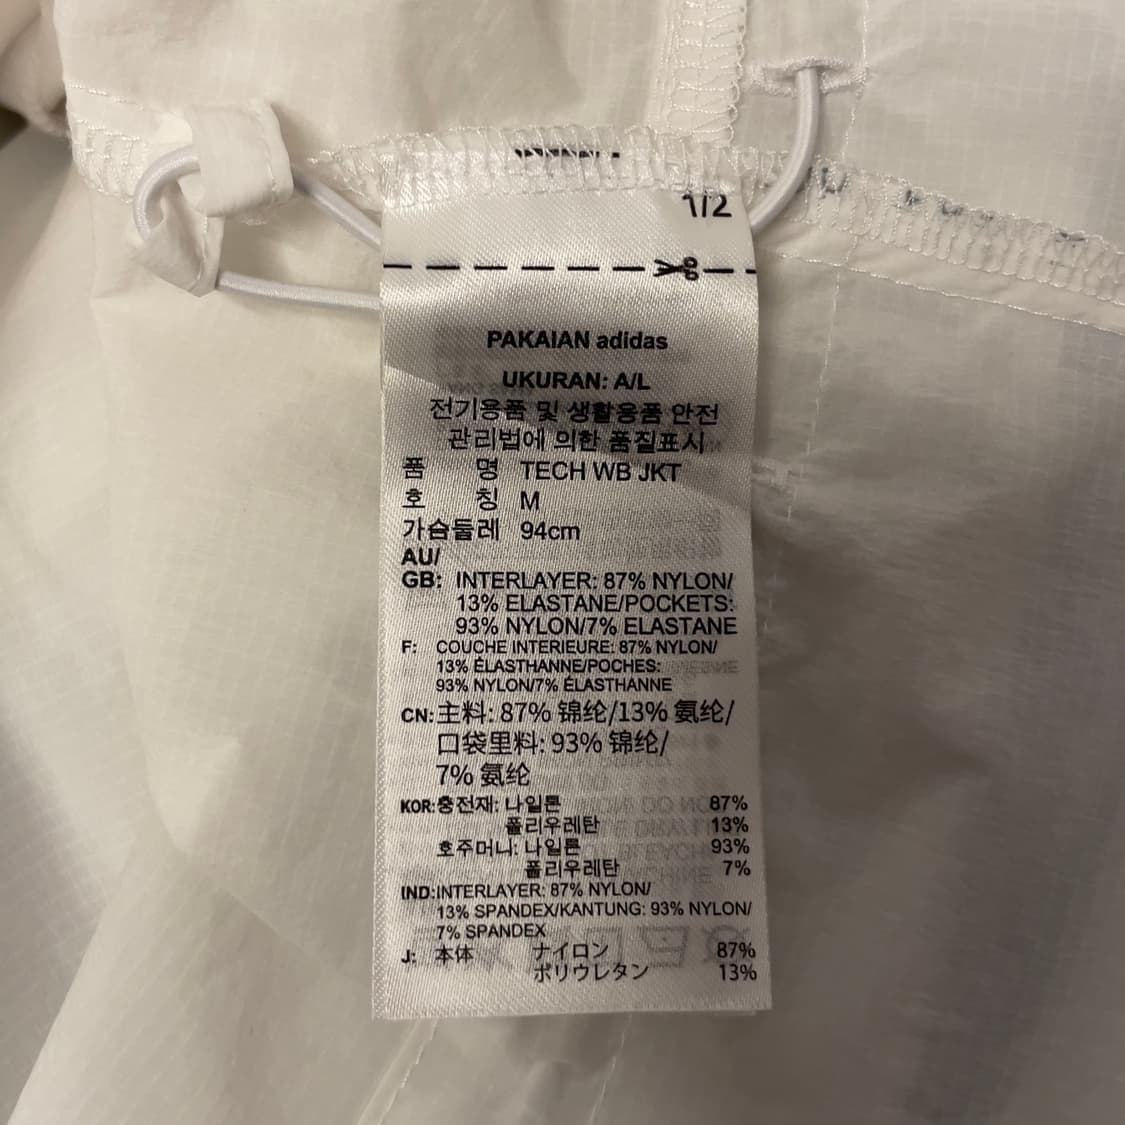 1/2
PAKAIAN adidas
UKURAN: A/L
전기용품 및 생활용품 안전
관리법에 의한 품질표시
품 명 TECH WB JKT
호 칭 M
가슴둘레 94cm
AU/
GB: INTERLAYER: 87% NYLON/
13% ELASTANE/POCKETS:
93% NYLON/7% ELASTANE
F: COUCHE INTERIEURE: 87% NYLON/
13% ÉLASTHANNE/POCHES:
93% NYLON/7% ÉLASTHANNE
CN: 主料: 87% 锦纶/13% 氨纶/
口袋里料: 93% 锦纶/
7% 氨纶
KOR: 충전재: 나일론 87%
폴리우레탄 13%
호주머니: 나일론 93%
폴리우레탄 7%
IND: INTERLAYER: 87% NYLON/
13% SPANDEX/KANTUNG: 93% NYLON/
7% SPANDEX
J: 本体 ナイロン 87%
ポリウレタン 13%